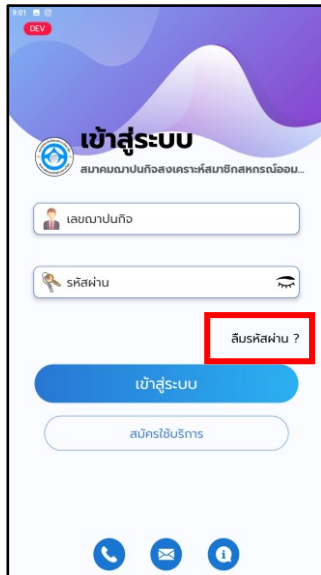 9:01
DEV
เข้าสู่ระบบ
สมาคมฌาปนกิจสงเคราะห์สมาชิกสหกรณ์ออม...
เลขฌาปนกิจ
รหัสผ่าน
ลืมรหัสผ่าน ?
เข้าสู่ระบบ
สมัครใช้บริการ